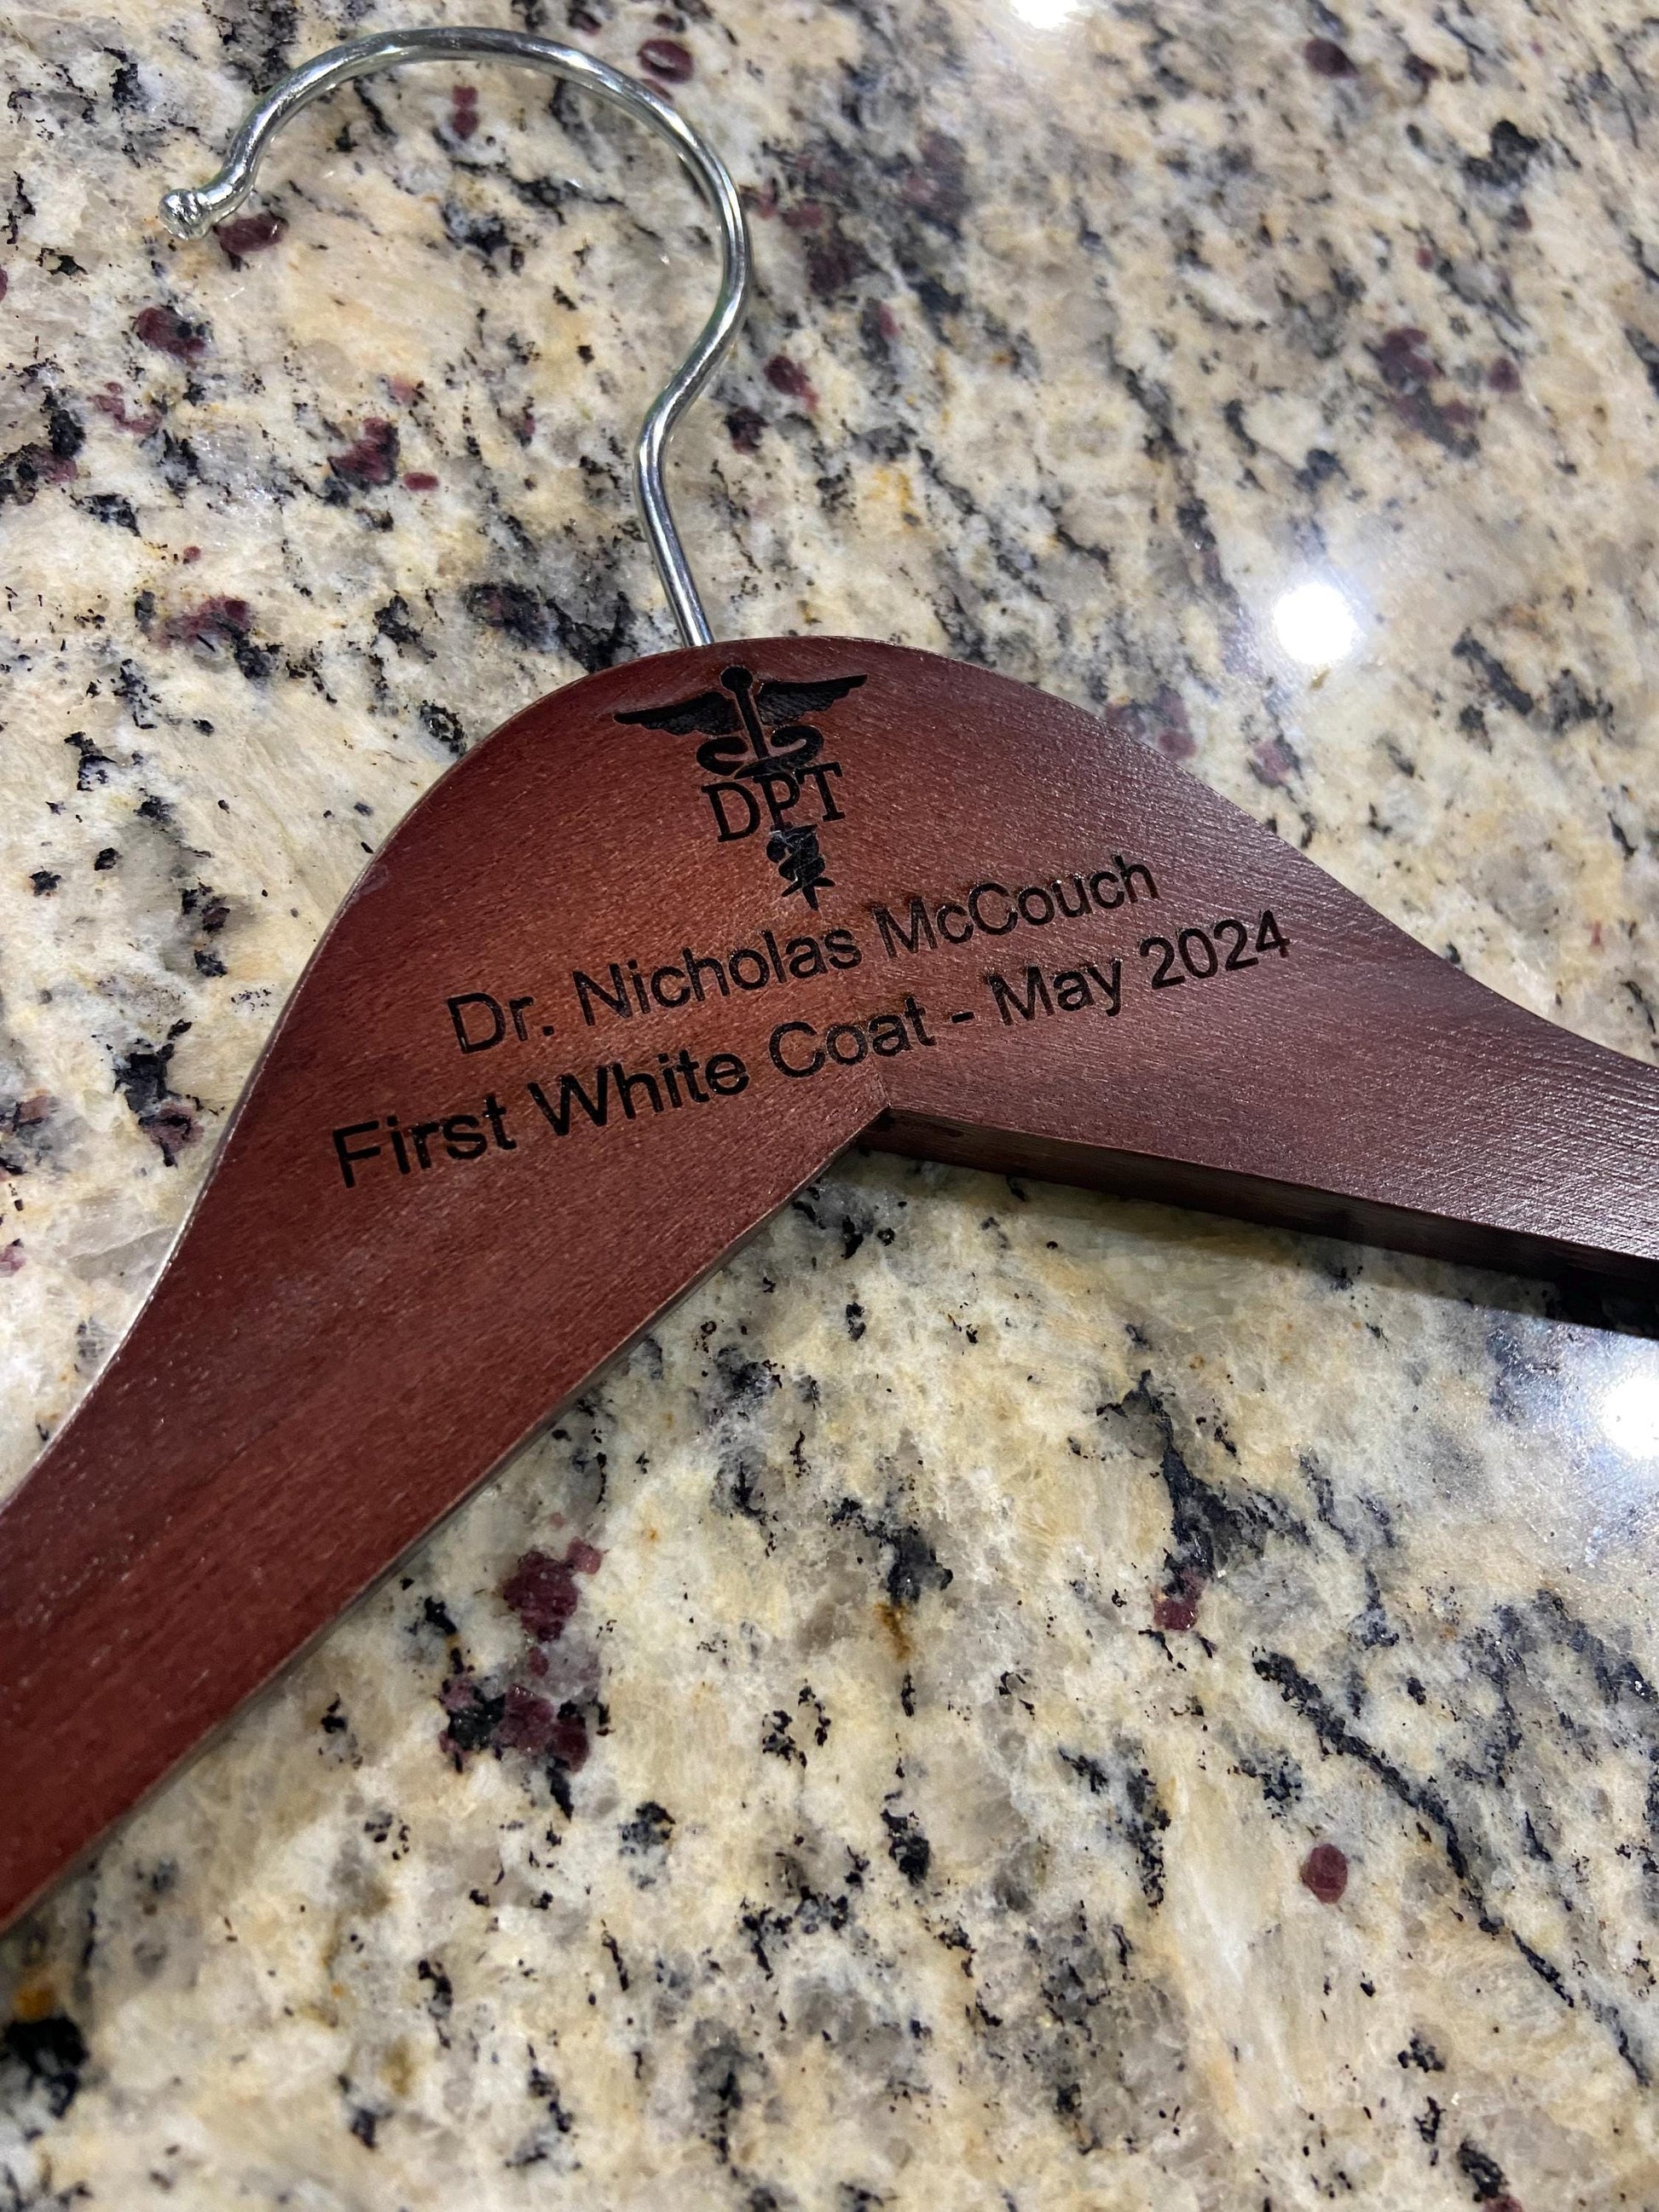 DPT
Dr. Nicholas McCouch
First White Coat - May 2024